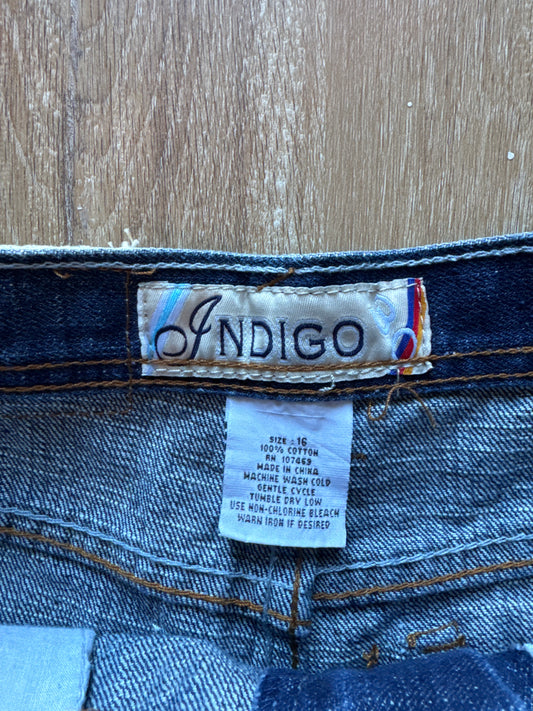 INDIGO
SIZE : 16
100% COTTON
RN 107469
MADE IN CHINA
MACHINE WASH COLD
GENTLE CYCLE
TUMBLE DRY LOW
USE NON-CHLORINE BLEACH
WARM IRON IF DESIRED